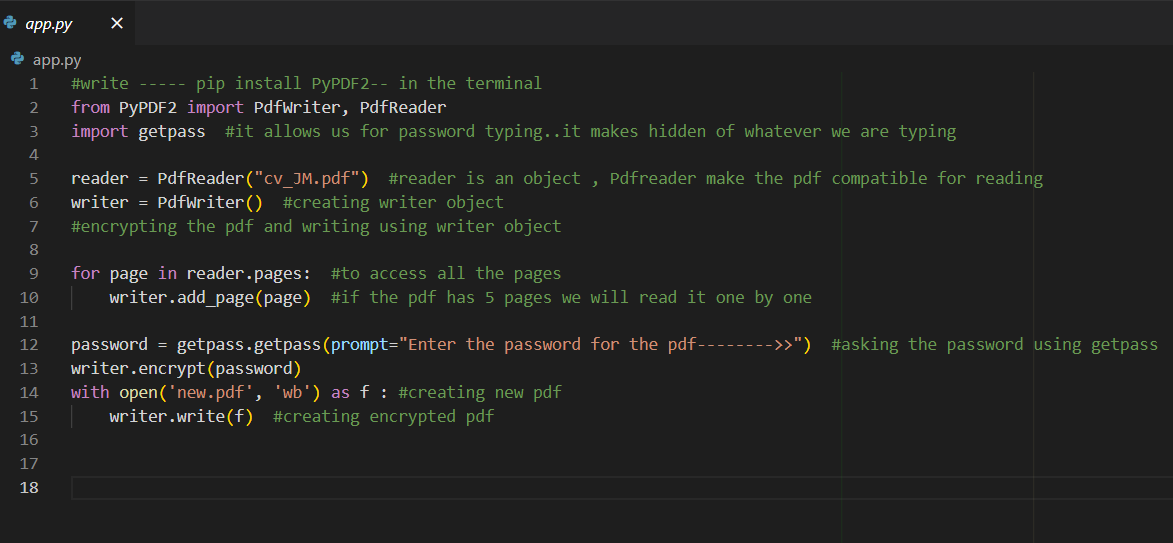 app.py ×
app.py
1 #write ----- pip install PyPDF2-- in the terminal
2 from PyPDF2 import PdfWriter, PdfReader
3 import getpass  #it allows us for password typing..it makes hidden of whatever we are typing
4
5 reader = PdfReader("cv_JM.pdf")  #reader is an object , Pdfreader make the pdf compatible for reading
6 writer = PdfWriter()  #creating writer object
7 #encrypting the pdf and writing using writer object
8
9 for page in reader.pages:  #to access all the pages
10     writer.add_page(page)  #if the pdf has 5 pages we will read it one by one
11
12 password = getpass.getpass(prompt="Enter the password for the pdf-------->>")  #asking the password using getpass
13 writer.encrypt(password)
14 with open('new.pdf', 'wb') as f : #creating new pdf
15     writer.write(f)  #creating encrypted pdf
16
17
18